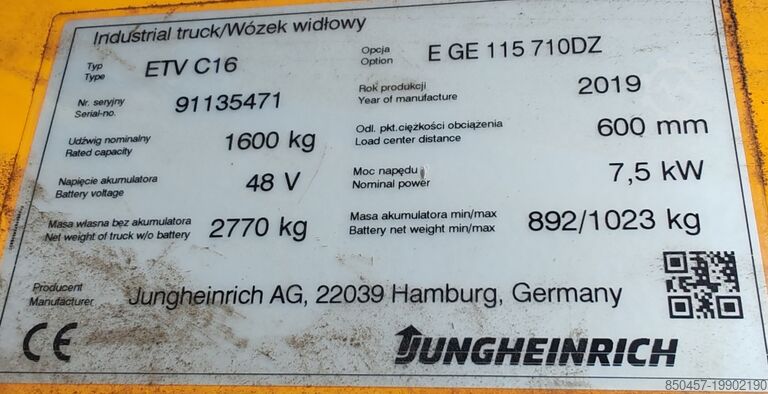 Industrial truck/Wózek widłowy
Typ
Type
ETV C16
Opcja
Option
E GE 115 710DZ
Nr. seryjny
Serial-no.
91135471
Rok produkcji
Year of manufacture
2019
Udźwig nominalny
Rated capacity
1600 kg
Odl. pkt.ciężkości obciążenia
Load center distance
600 mm
Napięcie akumulatora
Battery voltage
48 V
Moc napędu
Nominal power
7,5 kW
Masa własna bez akumulatora
Net weight of truck w/o battery
2770 kg
Masa akumulatora min/max
Battery net weight min/max
892/1023 kg
Producent
Manufacturer
Jungheinrich AG, 22039 Hamburg, Germany
CE
JUNGHEINRICH
850457-19902190